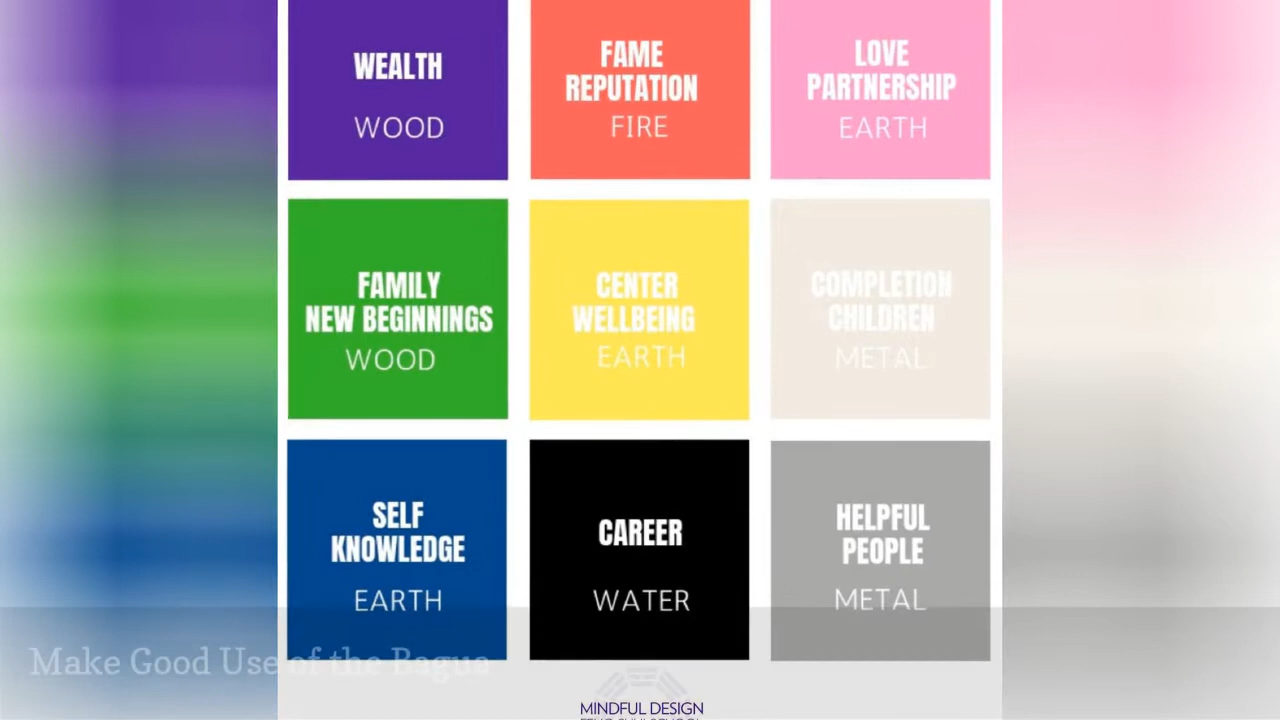 WEALTH
WOOD
FAME
REPUTATION
FIRE
LOVE
PARTNERSHIP
EARTH
FAMILY
NEW BEGINNINGS
WOOD
CENTER
WELLBEING
EARTH
COMPLETION
CHILDREN
METAL
SELF
KNOWLEDGE
EARTH
CAREER
WATER
HELPFUL
PEOPLE
METAL
Make Good Use of the Bagua
MINDFUL DESIGN